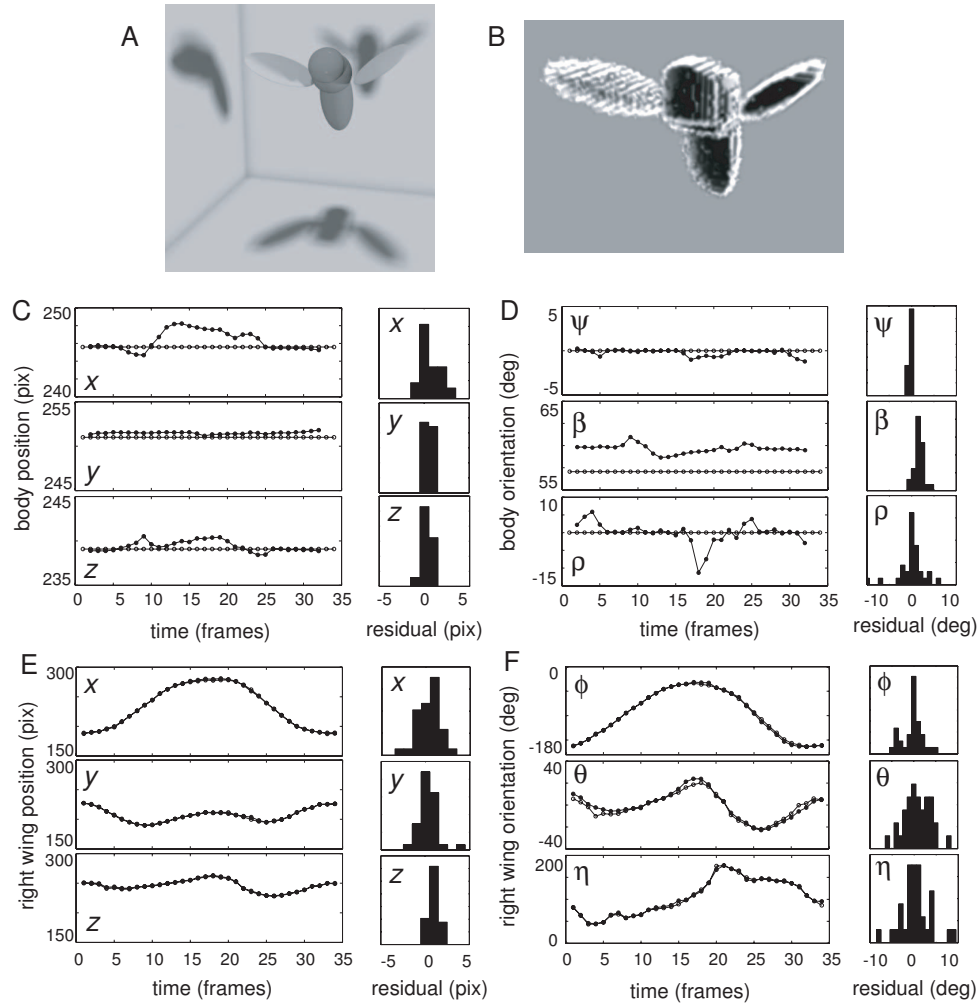 A
B
C
250
240
x
255
245
y
245
235
z
body position (pix)
0 5 10 15 20 25 30 35
time (frames)
x
y
z
-5 0 5
residual (pix)
D
5
-5
ψ
65
55
β
10
-15
ρ
body orientation (deg)
0 5 10 15 20 25 30 35
time (frames)
ψ
β
ρ
-10 0 10
residual (deg)
E
300
150
x
300
150
y
300
150
z
right wing position (pix)
0 5 10 15 20 25 30 35
time (frames)
x
y
z
-5 0 5
residual (pix)
F
0
-180
ϕ
40
-40
θ
200
0
η
right wing orientation (deg)
0 5 10 15 20 25 30 35
time (frames)
ϕ
θ
η
-10 0 10
residual (deg)